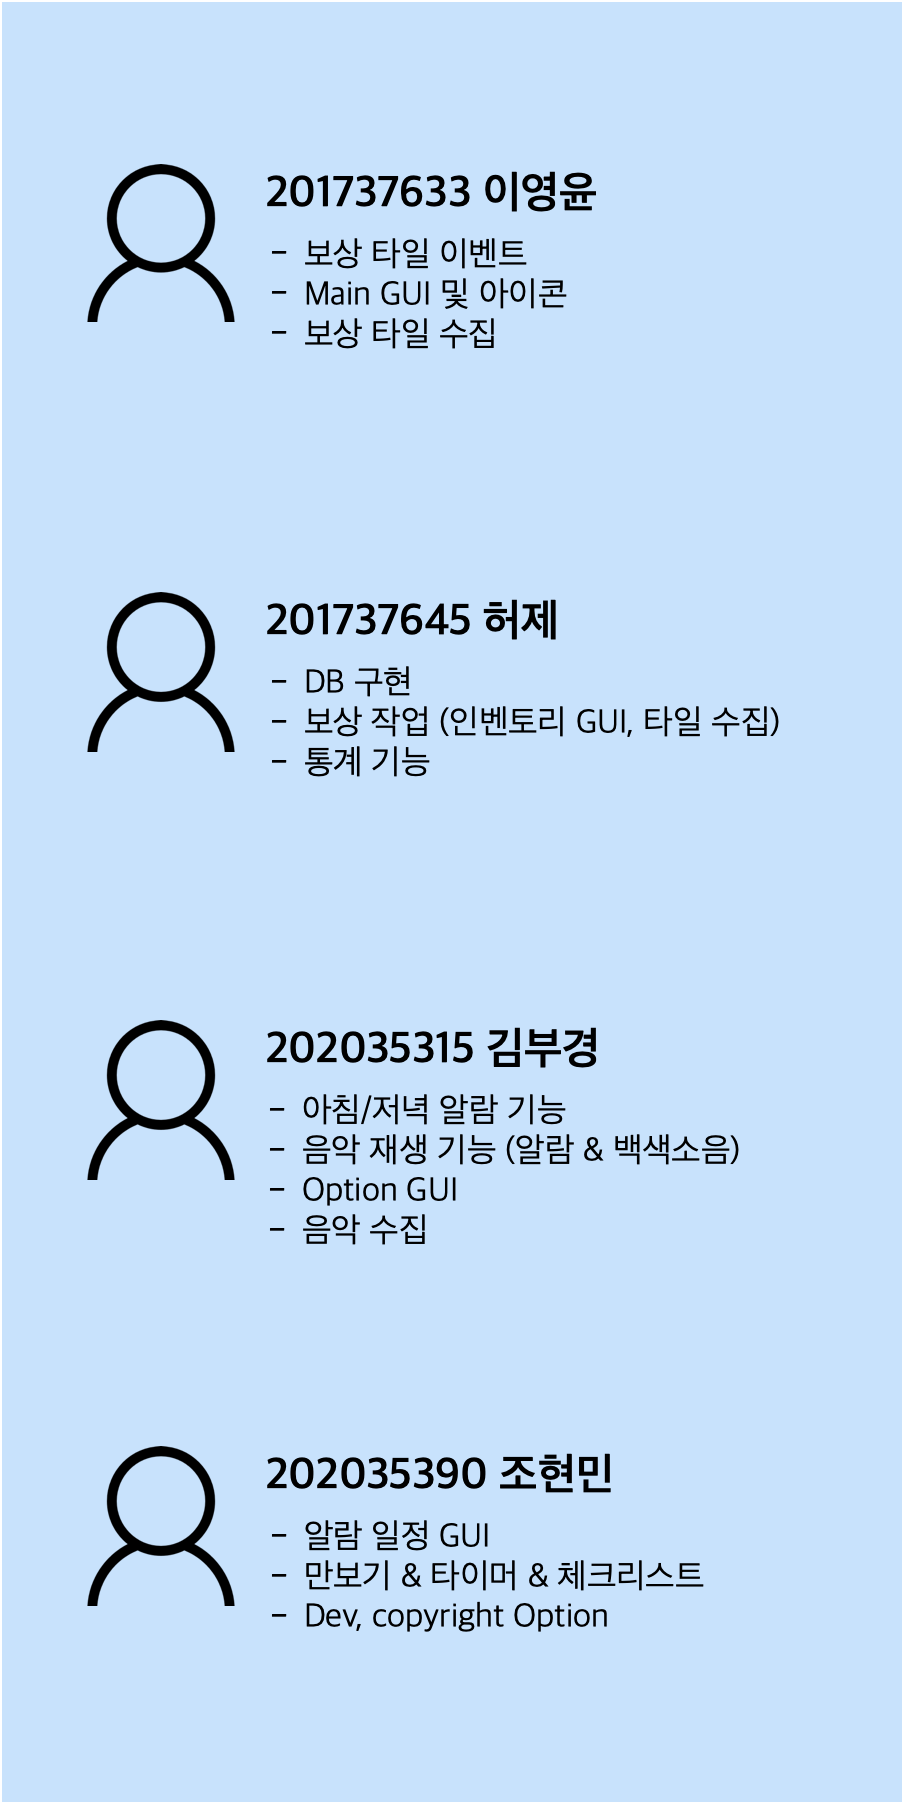 201737633 이영윤
- 보상 타일 이벤트
- Main GUI 및 아이콘
- 보상 타일 수집
201737645 허제
- DB 구현
- 보상 작업 (인벤토리 GUI, 타일 수집)
- 통계 기능
202035315 김부경
- 아침/저녁 알람 기능
- 음악 재생 기능 (알람 & 백색소음)
- Option GUI
- 음악 수집
202035390 조현민
- 알람 일정 GUI
- 만보기 & 타이머 & 체크리스트
- Dev, copyright Option